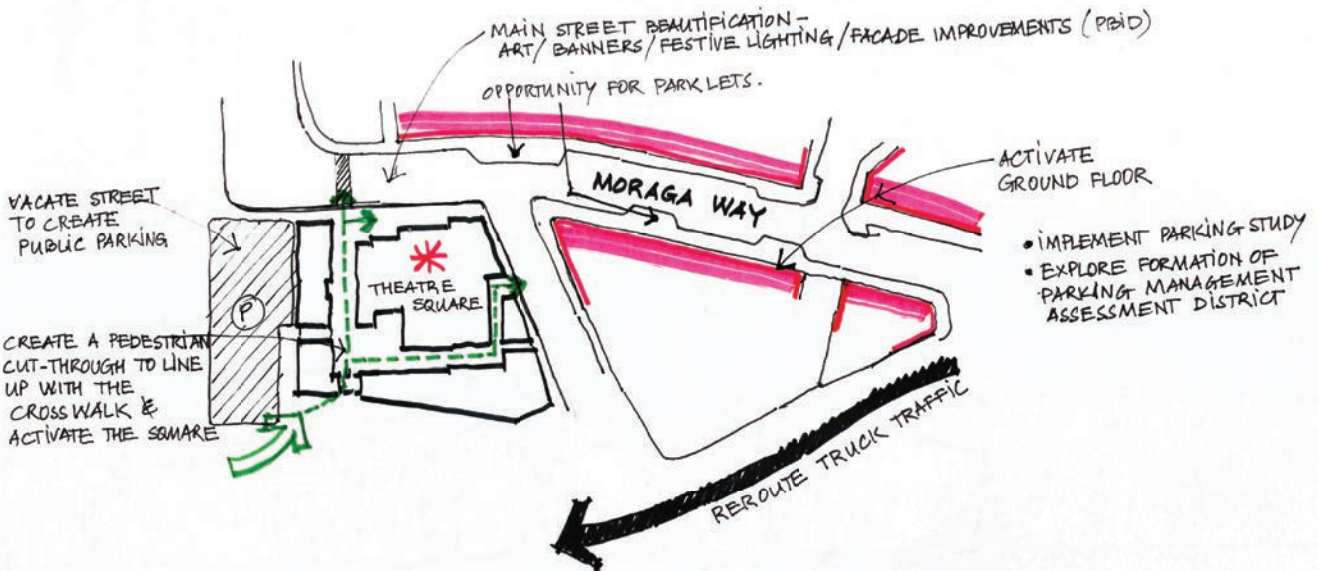 MAIN STREET BEAUTIFICATION -
ART/ BANNERS/ FESTIVE LIGHTING/ FACADE IMPROVEMENTS (PBiD)
OPPORTUNITY FOR PARKLETS.
MORAGA WAY
ACTIVATE
GROUND FLOOR
• IMPLEMENT PARKING STUDY
• EXPLORE FORMATION OF
PARKING MANAGEMENT
ASSESSMENT DISTRICT
VACATE STREET
TO CREATE
PUBLIC PARKING
P
THEATRE
SQUARE
CREATE A PEDESTRIAN
CUT-THROUGH TO LINE
UP WITH THE
CROSSWALK &
ACTIVATE THE SQUARE
REROUTE TRUCK TRAFFIC